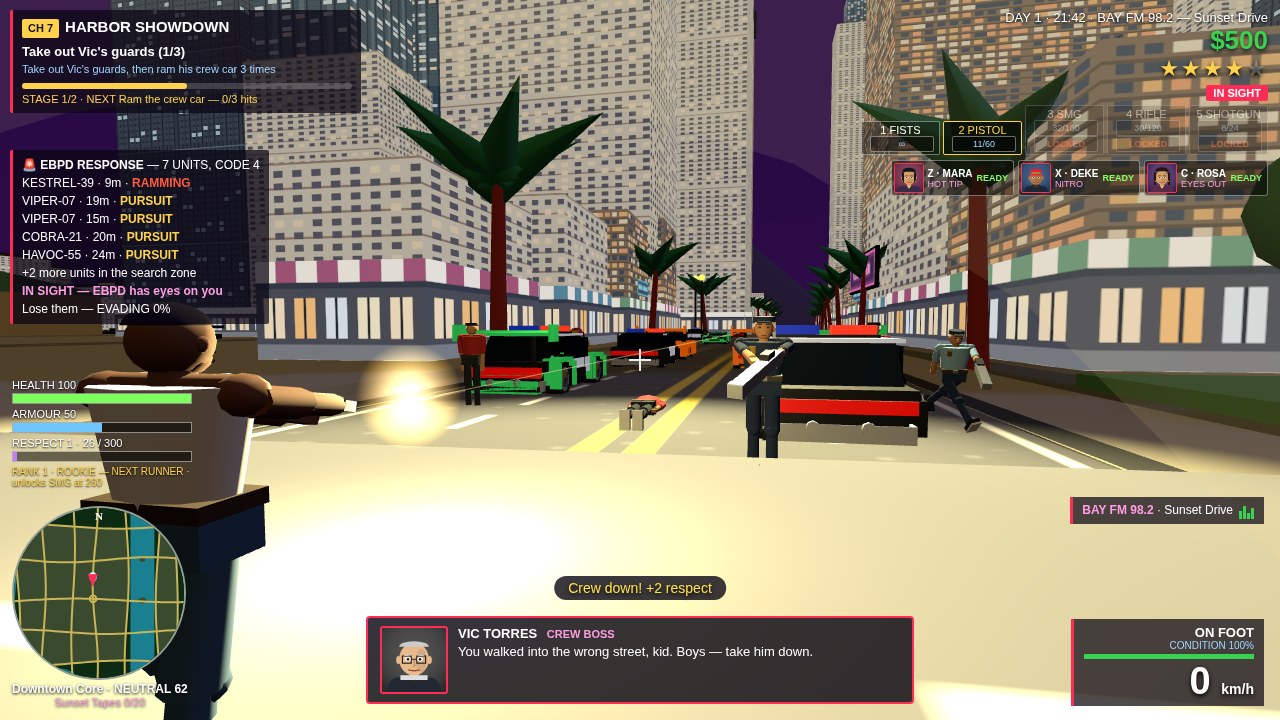 CH 7 HARBOR SHOWDOWN
Take out Vic's guards (1/3)
Take out Vic's guards, then ram his crew car 3 times
STAGE 1/2 · NEXT Ram the crew car — 0/3 hits
🚨 EBPD RESPONSE — 7 UNITS, CODE 4
KESTREL-39 · 9m · RAMMING
VIPER-07 · 19m · PURSUIT
VIPER-07 · 15m · PURSUIT
COBRA-21 · 20m · PURSUIT
HAVOC-55 · 24m · PURSUIT
+2 more units in the search zone
IN SIGHT — EBPD has eyes on you
Lose them — EVADING 0%
DAY 1 · 21:42 · BAY FM 98.2 — Sunset Drive
$500
★★★★★
IN SIGHT
1 FISTS
∞
2 PISTOL
11/60
3 SMG
32/160
LOCKED
4 RIFLE
30/120
LOCKED
5 SHOTGUN
8/24
LOCKED
Z · MARA
HOT TIP
READY
X · DEKE
NITRO
READY
C · ROSA
EYES OUT
READY
HEALTH 100
ARMOUR 50
RESPECT 1 · 26 / 300
RANK 1 · ROOKIE — NEXT RUNNER ·
unlocks SMG at 260
N
Downtown Core · NEUTRAL 62
Sunset Tapes 0/20
BAY FM 98.2 · Sunset Drive
Crew down! +2 respect
VIC TORRES CREW BOSS
You walked into the wrong street, kid. Boys — take him down.
ON FOOT
CONDITION 100%
0 km/h